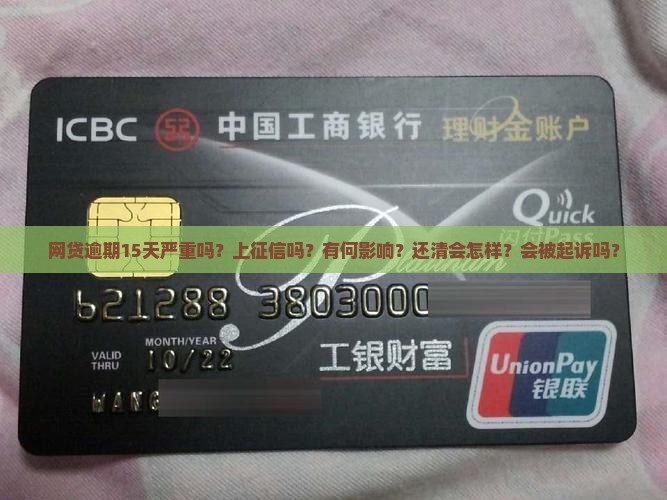 ICBC 中国工商银行 理财金账户
Quick
闪付Pass
Platinum
网贷逾期15天严重吗？上征信吗？有何影响？还清会怎样？会被起诉吗？
621288 3803000
MONTH/YEAR
VALID THRU 10/22
工银财富
UnionPay
银联
WANG